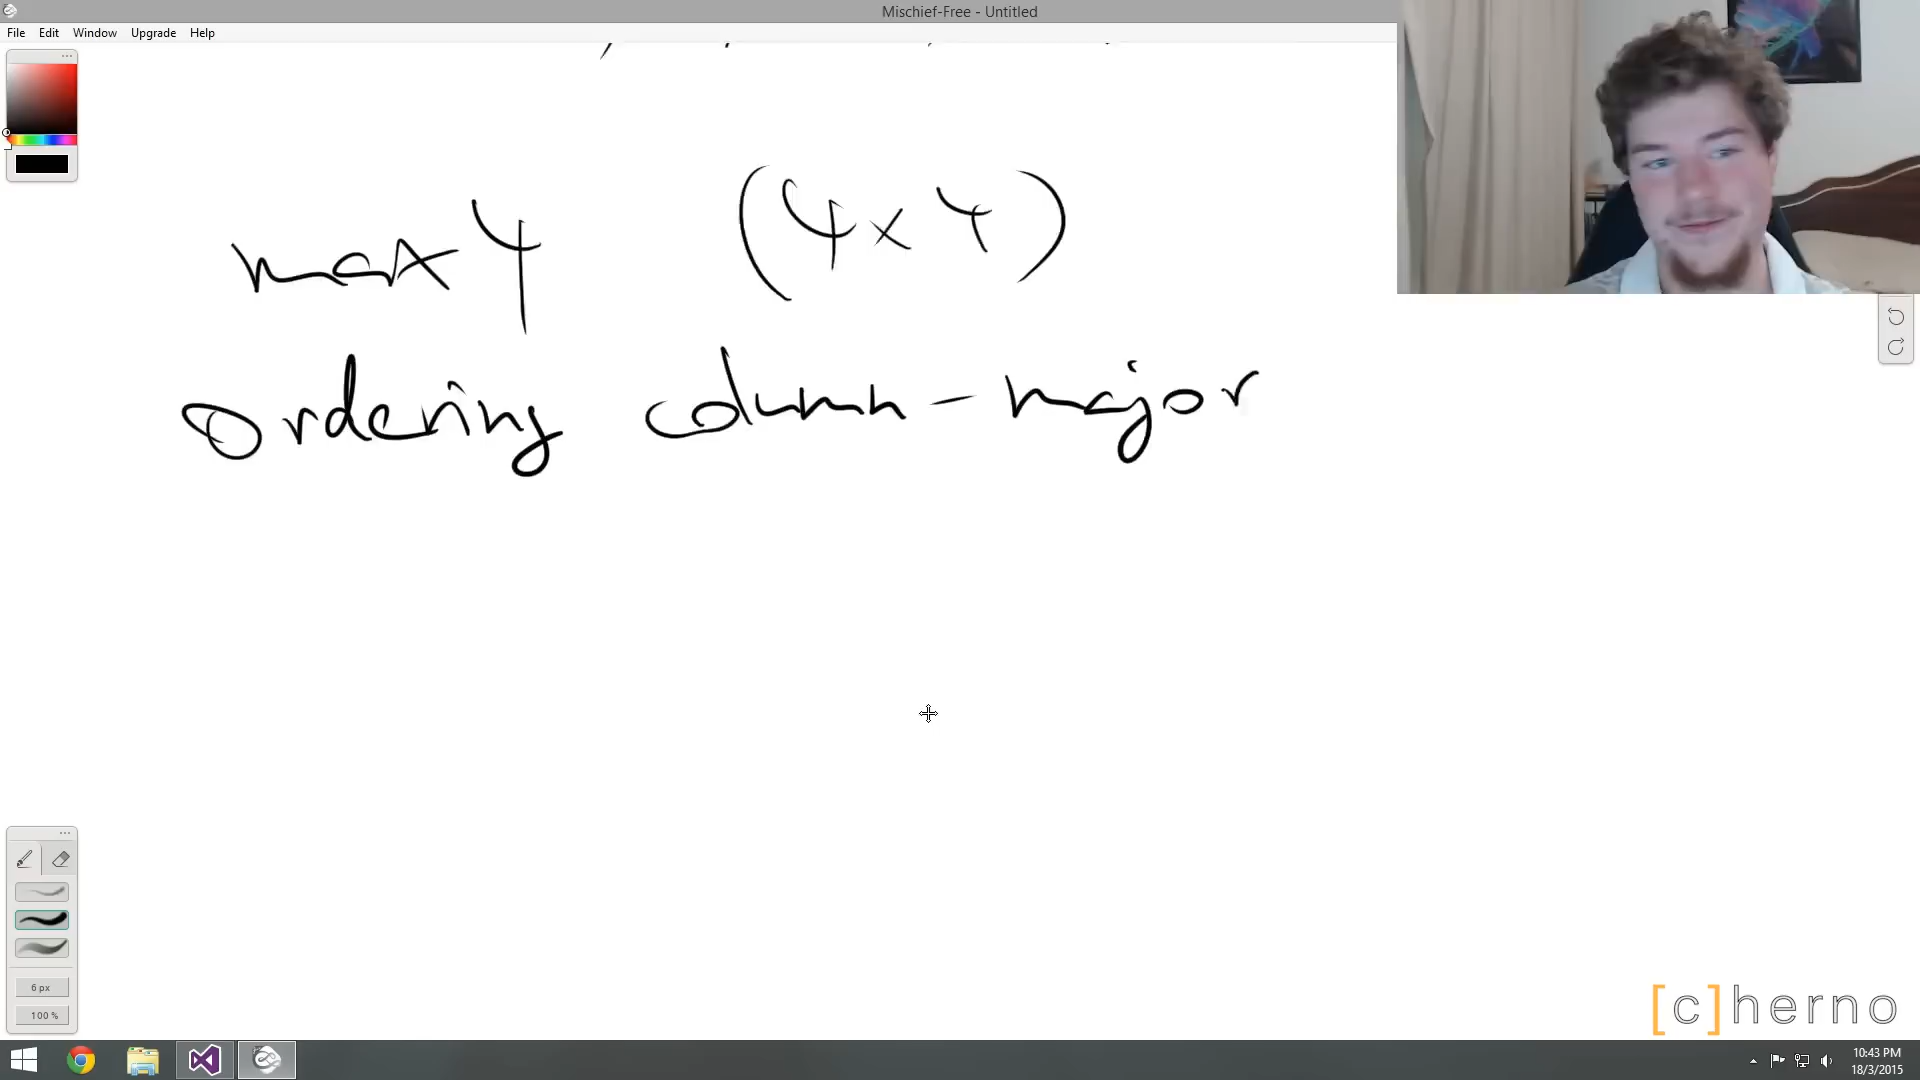 Mischief-Free - Untitled
File Edit Window Upgrade Help
mat4 (4x4)
Ordering column-major
6 px
100 %
[c]herno
10:43 PM
18/3/2015